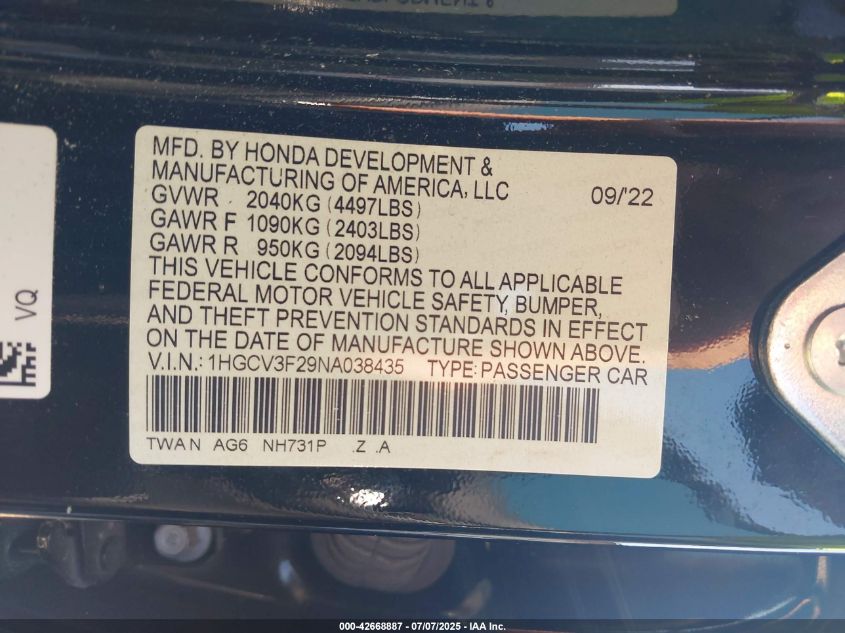 MFD. BY HONDA DEVELOPMENT &
MANUFACTURING OF AMERICA, LLC 09/'22
GVWR 2040KG (4497LBS)
GAWR F 1090KG (2403LBS)
GAWR R 950KG (2094LBS)
THIS VEHICLE CONFORMS TO ALL APPLICABLE
FEDERAL MOTOR VEHICLE SAFETY, BUMPER,
AND THEFT PREVENTION STANDARDS IN EFFECT
ON THE DATE OF MANUFACTURE SHOWN ABOVE.
V.I.N.: 1HGCV3F29NA038435 TYPE: PASSENGER CAR
TWAN AG6 NH731P .Z .A
VQ
000-42668887 - 07/07/2025 - IAA Inc.